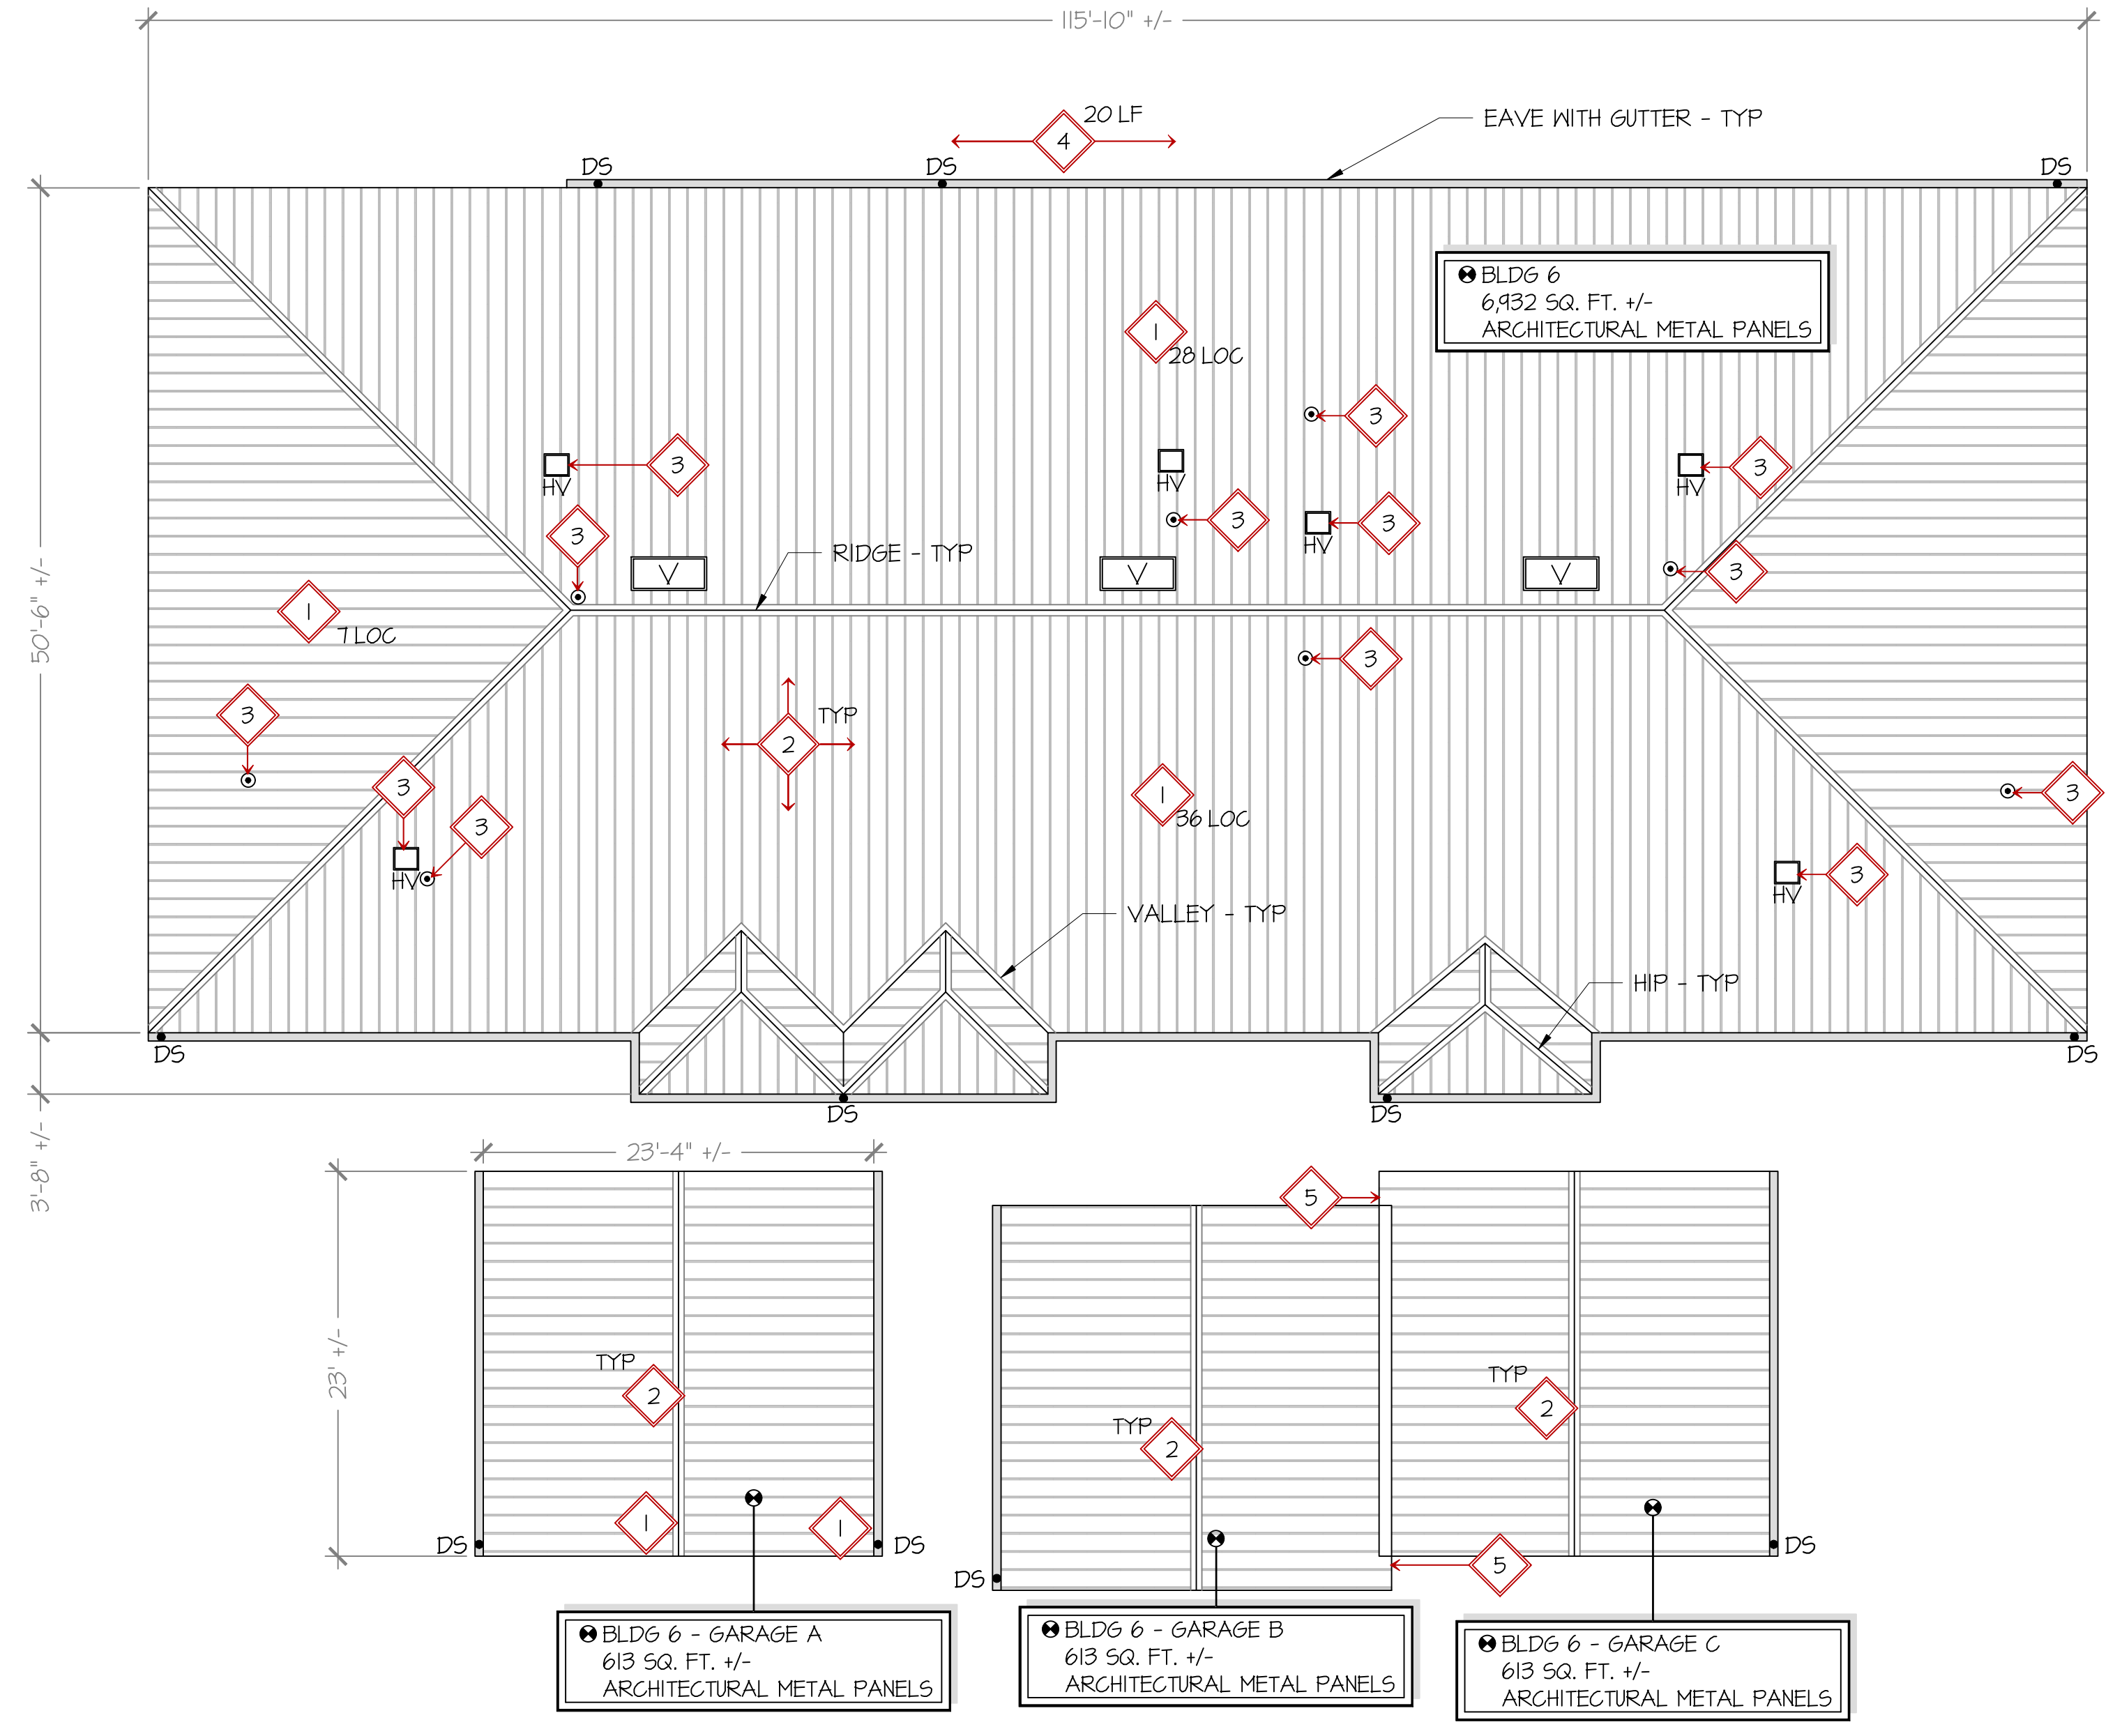 115'-10" +/-
20 LF
4
EAVE WITH GUTTER - TYP
DS
DS
DS
BLDG 6
6,932 SQ. FT. +/-
ARCHITECTURAL METAL PANELS
1
28 LOC
3
3
HV
HV
3
HV
3
3
3
HV
RIDGE - TYP
V
V
V
3
50'-6" +/-
1
7 LOC
3
3
TYP
2
1
36 LOC
3
3
3
HV
3
HV
VALLEY - TYP
HIP - TYP
DS
DS
DS
DS
3'-8" +/-
23'-4" +/-
5
23' +/-
TYP
2
TYP
2
TYP
2
1
1
DS
DS
DS
5
DS
BLDG 6 - GARAGE A
613 SQ. FT. +/-
ARCHITECTURAL METAL PANELS
BLDG 6 - GARAGE B
613 SQ. FT. +/-
ARCHITECTURAL METAL PANELS
BLDG 6 - GARAGE C
613 SQ. FT. +/-
ARCHITECTURAL METAL PANELS